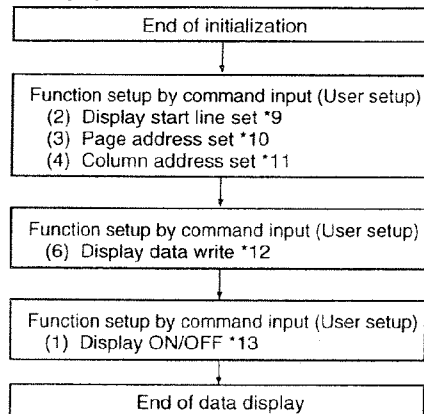 End of initialization
Function setup by command input (User setup)
(2) Display start line set *9
(3) Page address set *10
(4) Column address set *11
Function setup by command input (User setup)
(6) Display data write *12
Function setup by command input (User setup)
(1) Display ON/OFF *13
End of data display